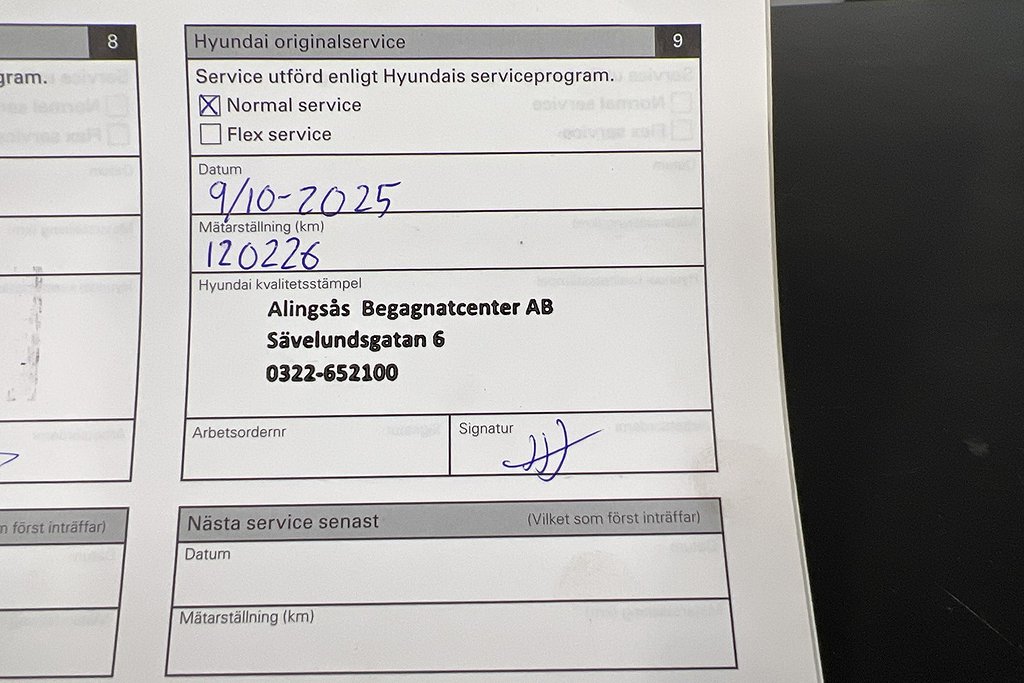 8
gram.
n först inträffar)
Hyundai originalservice 9
Service utförd enligt Hyundais serviceprogram.
Normal service
Flex service
Datum
9/10-2025
Mätarställning (km)
120226
Hyundai kvalitetsstämpel
Alingsås Begagnatcenter AB
Sävelundsgatan 6
0322-652100
Arbetsordernr
Signatur
Nästa service senast (Vilket som först inträffar)
Datum
Mätarställning (km)